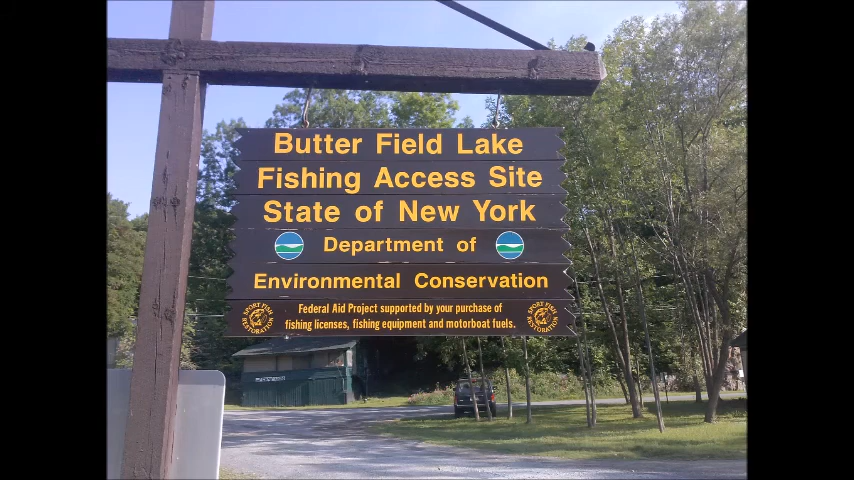 Butter Field Lake
Fishing Access Site
State of New York
Department of
Environmental Conservation
Federal Aid Project supported by your purchase of
fishing licenses, fishing equipment and motorboat fuels.
SPORT FISH RESTORATION
SPORT FISH RESTORATION